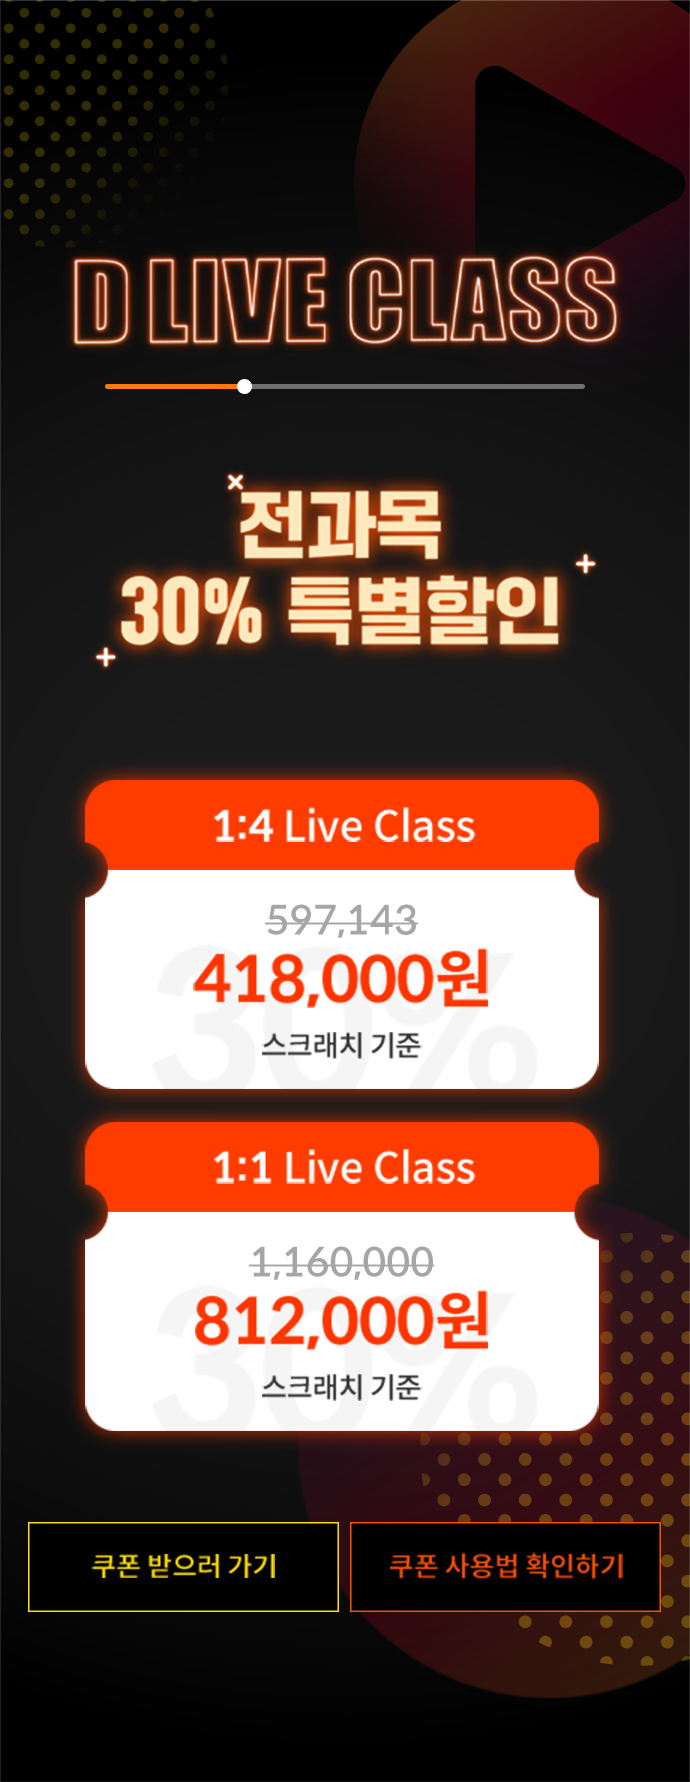 D LIVE CLASS
전과목
30% 특별할인
1:4 Live Class
597,143
418,000원
스크래치 기준
30%
1:1 Live Class
1,160,000
812,000원
스크래치 기준
30%
쿠폰 받으러 가기
쿠폰 사용법 확인하기